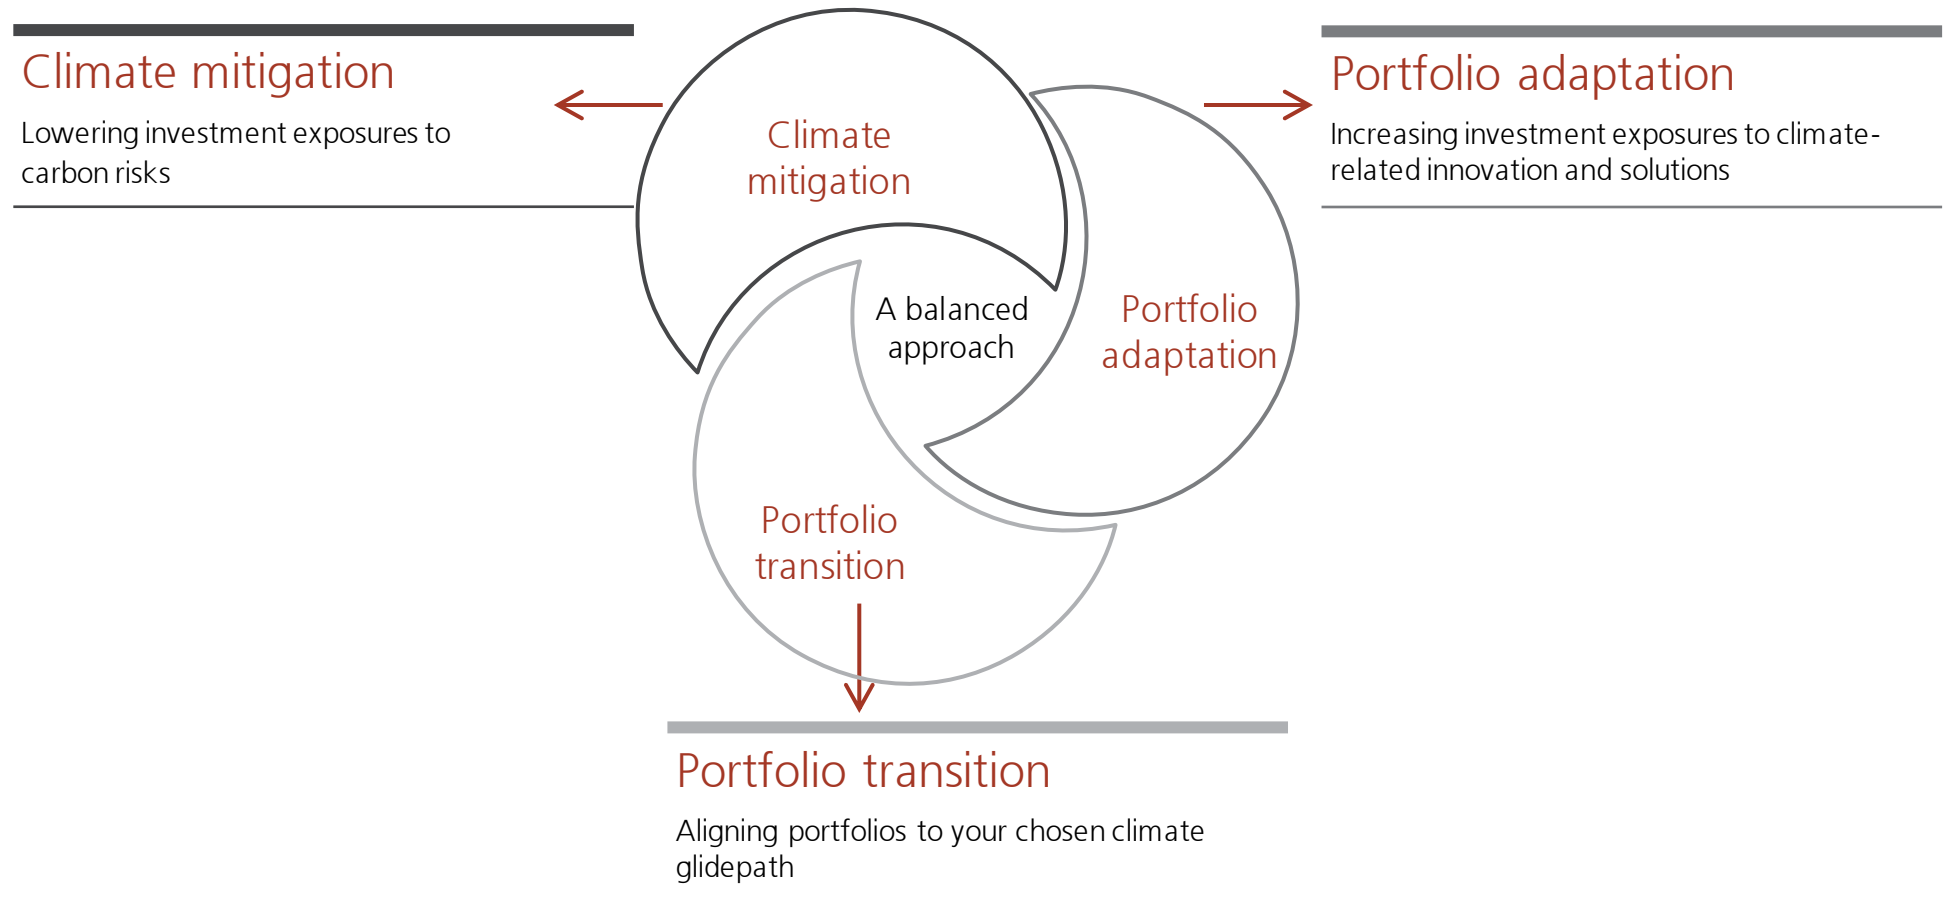 Climate mitigation
Lowering investment exposures to
carbon risks
Portfolio adaptation
Increasing investment exposures to climate-
related innovation and solutions
Climate
mitigation
A balanced
approach
Portfolio
adaptation
Portfolio
transition
Portfolio transition
Aligning portfolios to your chosen climate
glidepath